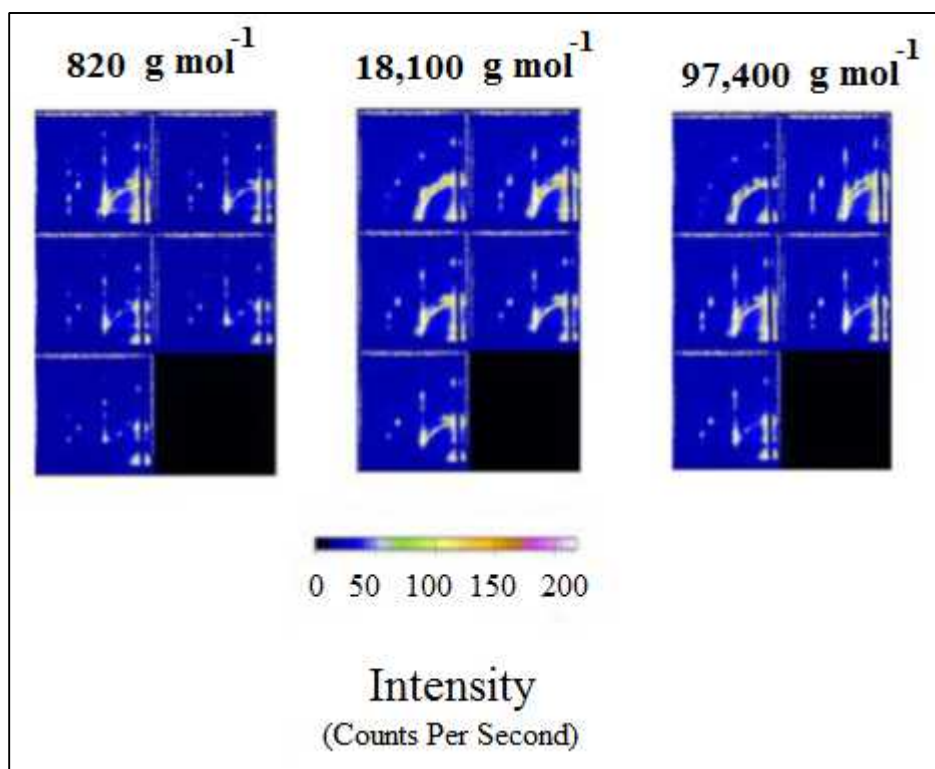 820 g mol-1
18,100 g mol-1
97,400 g mol-1
0 50 100 150 200
Intensity
(Counts Per Second)